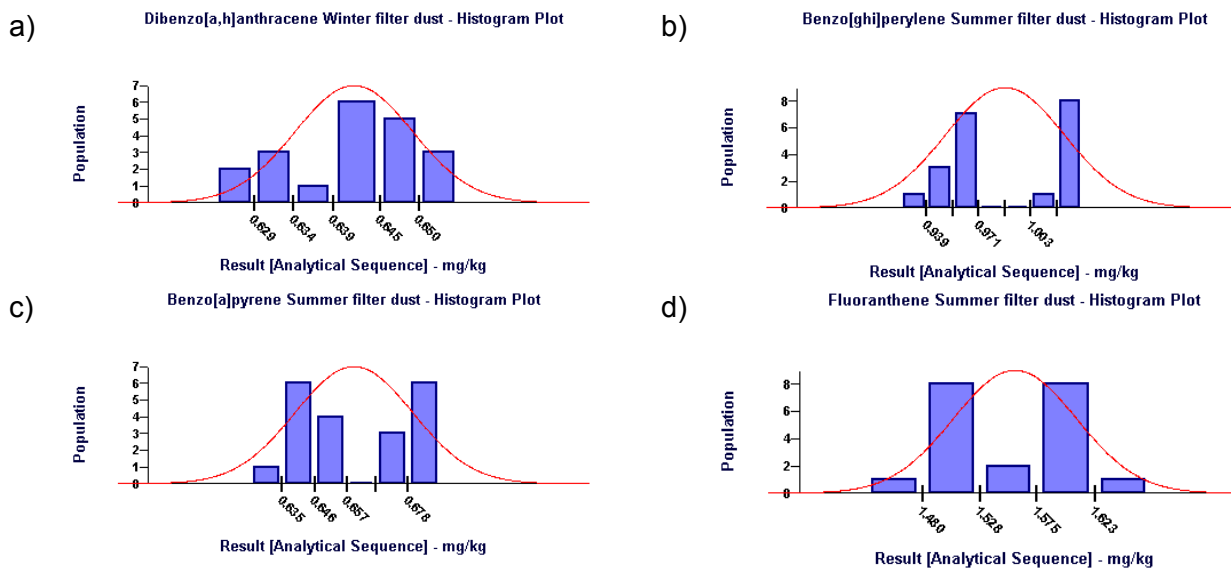 a)
Dibenzo[a,h]anthracene Winter filter dust - Histogram Plot
Population
7
6
5
4
3
2
1
0
0.629
0.634
0.639
0.645
0.650
Result [Analytical Sequence] - mg/kg
b)
Benzo[ghi]perylene Summer filter dust - Histogram Plot
Population
8
6
4
2
0
0.939
0.971
1.003
Result [Analytical Sequence] - mg/kg
c)
Benzo[a]pyrene Summer filter dust - Histogram Plot
Population
7
6
5
4
3
2
1
0
0.635
0.646
0.657
0.678
Result [Analytical Sequence] - mg/kg
d)
Fluoranthene Summer filter dust - Histogram Plot
Population
8
6
4
2
0
1.480
1.528
1.575
1.623
Result [Analytical Sequence] - mg/kg